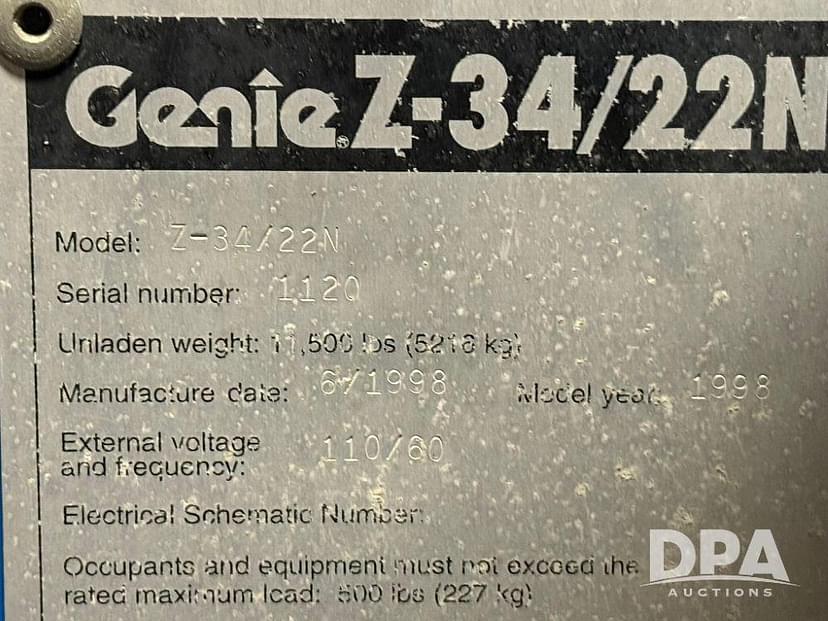 Genie Z-34/22N
Model: Z-34/22N
Serial number: 1120
Unladen weight: 11,500 lbs (5216 kg)
Manufacture date: 6/1998 Model year: 1998
External voltage
and frequency: 110/60
Electrical Schematic Number:
Occupants and equipment must not exceed the
rated maximum load: 500 lbs (227 kg)
DPA
AUCTIONS